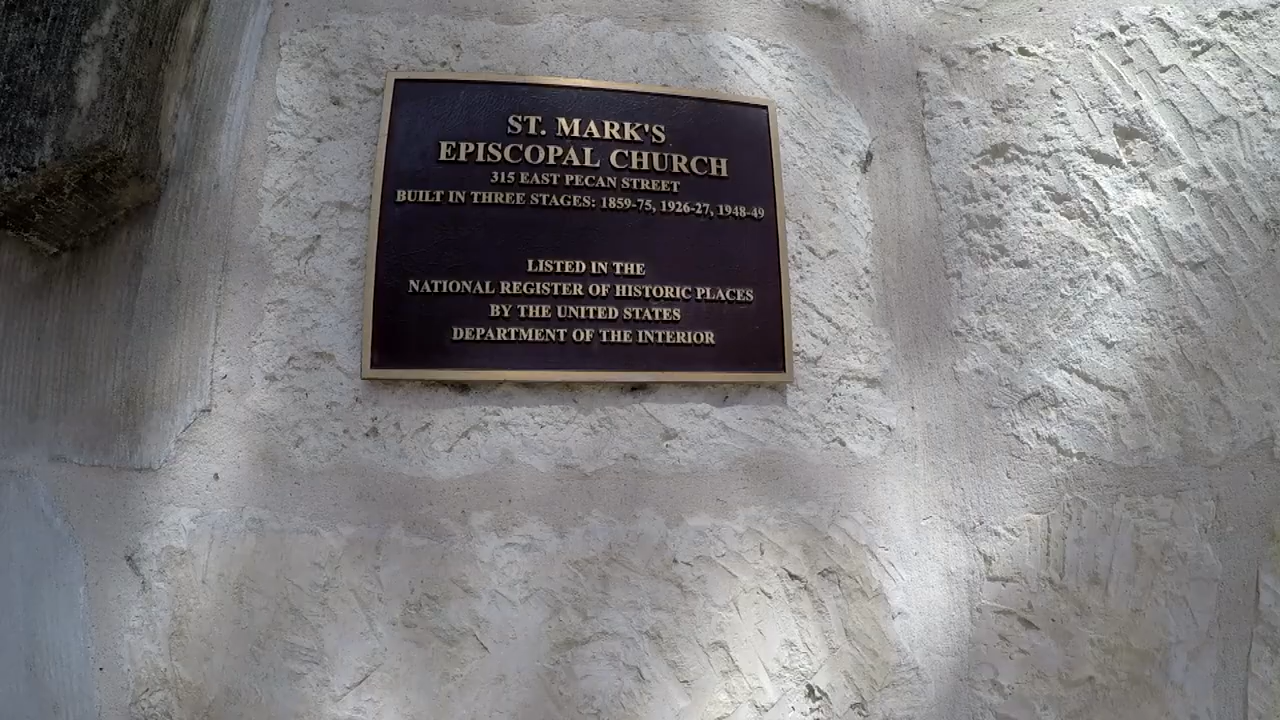 ST. MARK'S
EPISCOPAL CHURCH
315 EAST PECAN STREET
BUILT IN THREE STAGES: 1859-75, 1926-27, 1948-49
LISTED IN THE
NATIONAL REGISTER OF HISTORIC PLACES
BY THE UNITED STATES
DEPARTMENT OF THE INTERIOR